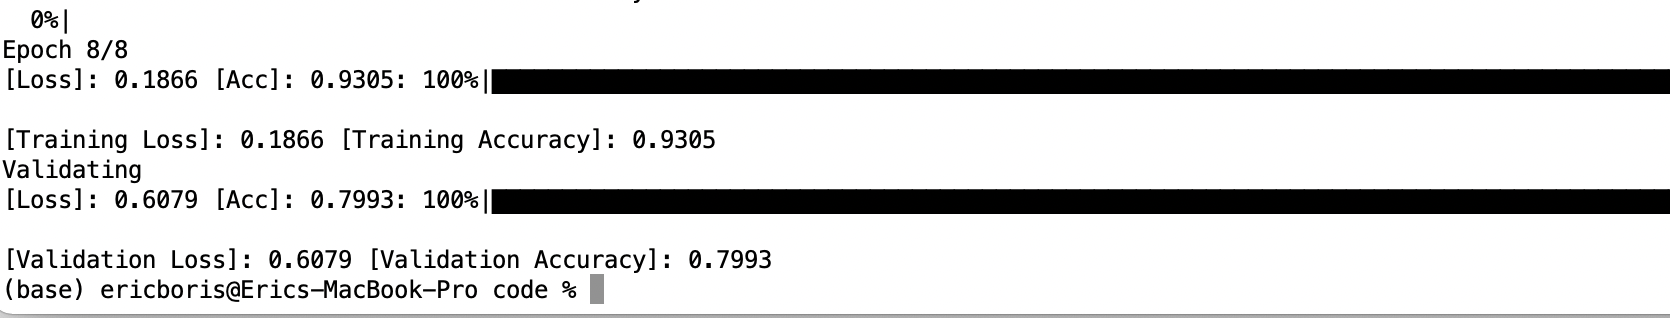 0%|
Epoch 8/8
[Loss]: 0.1866 [Acc]: 0.9305: 100%|
[Training Loss]: 0.1866 [Training Accuracy]: 0.9305
Validating
[Loss]: 0.6079 [Acc]: 0.7993: 100%|
[Validation Loss]: 0.6079 [Validation Accuracy]: 0.7993
(base) ericboris@Erics-MacBook-Pro code %